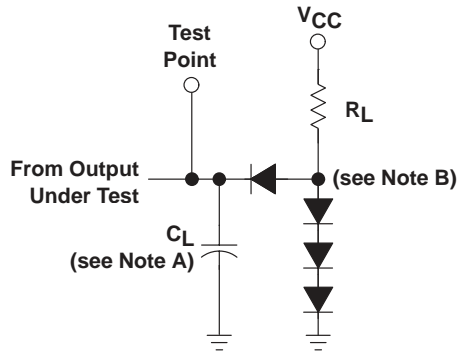 VCC
Test
Point
RL
From Output
Under Test
(see Note B)
CL
(see Note A)